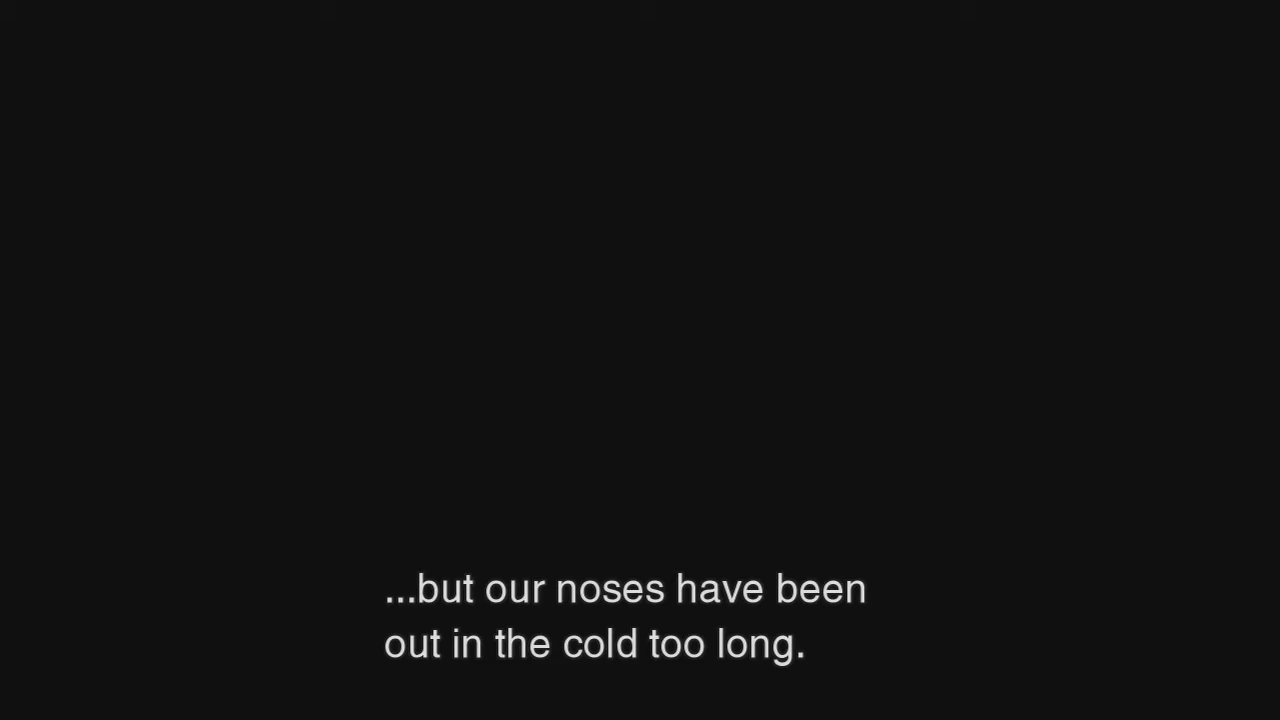 ...but our noses have been
out in the cold too long.